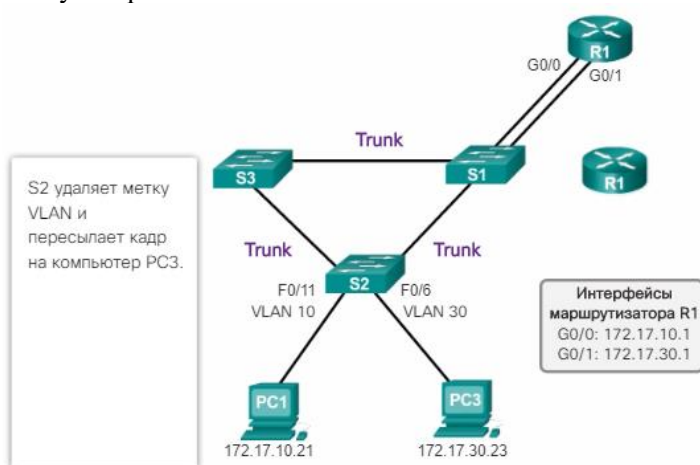 R1
G0/0
G0/1
Trunk
S3
S1
R1
S2 удаляет метку
VLAN и
пересылает кадр
на компьютер PC3.
Trunk
Trunk
S2
F0/11
VLAN 10
F0/6
VLAN 30
Интерфейсы
маршрутизатора R1
G0/0: 172.17.10.1
G0/1: 172.17.30.1
PC1
PC3
172.17.10.21
172.17.30.23